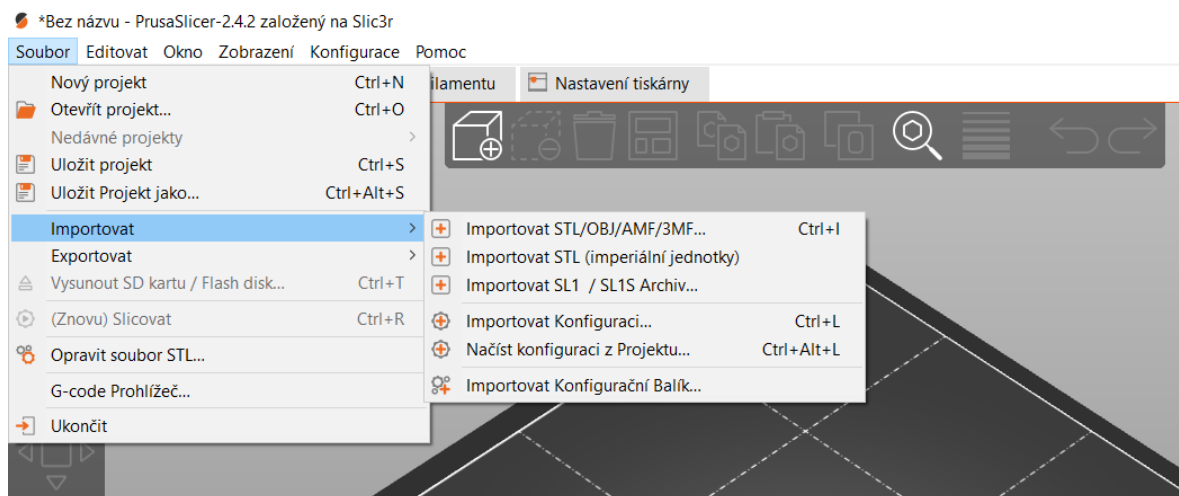 *Bez názvu - PrusaSlicer-2.4.2 založený na Slic3r
Soubor Editovat Okno Zobrazení Konfigurace Pomoc
ilamentu Nastavení tiskárny
Nový projekt Ctrl+N
Otevřít projekt... Ctrl+O
Nedávné projekty
Uložit projekt Ctrl+S
Uložit Projekt jako... Ctrl+Alt+S
Importovat
Exportovat
Vysunout SD kartu / Flash disk... Ctrl+T
(Znovu) Slicovat Ctrl+R
Opravit soubor STL...
G-code Prohlížeč...
Ukončit
Importovat STL/OBJ/AMF/3MF... Ctrl+I
Importovat STL (imperiální jednotky)
Importovat SL1 / SL1S Archiv...
Importovat Konfiguraci... Ctrl+L
Načíst konfiguraci z Projektu... Ctrl+Alt+L
Importovat Konfigurační Balík...